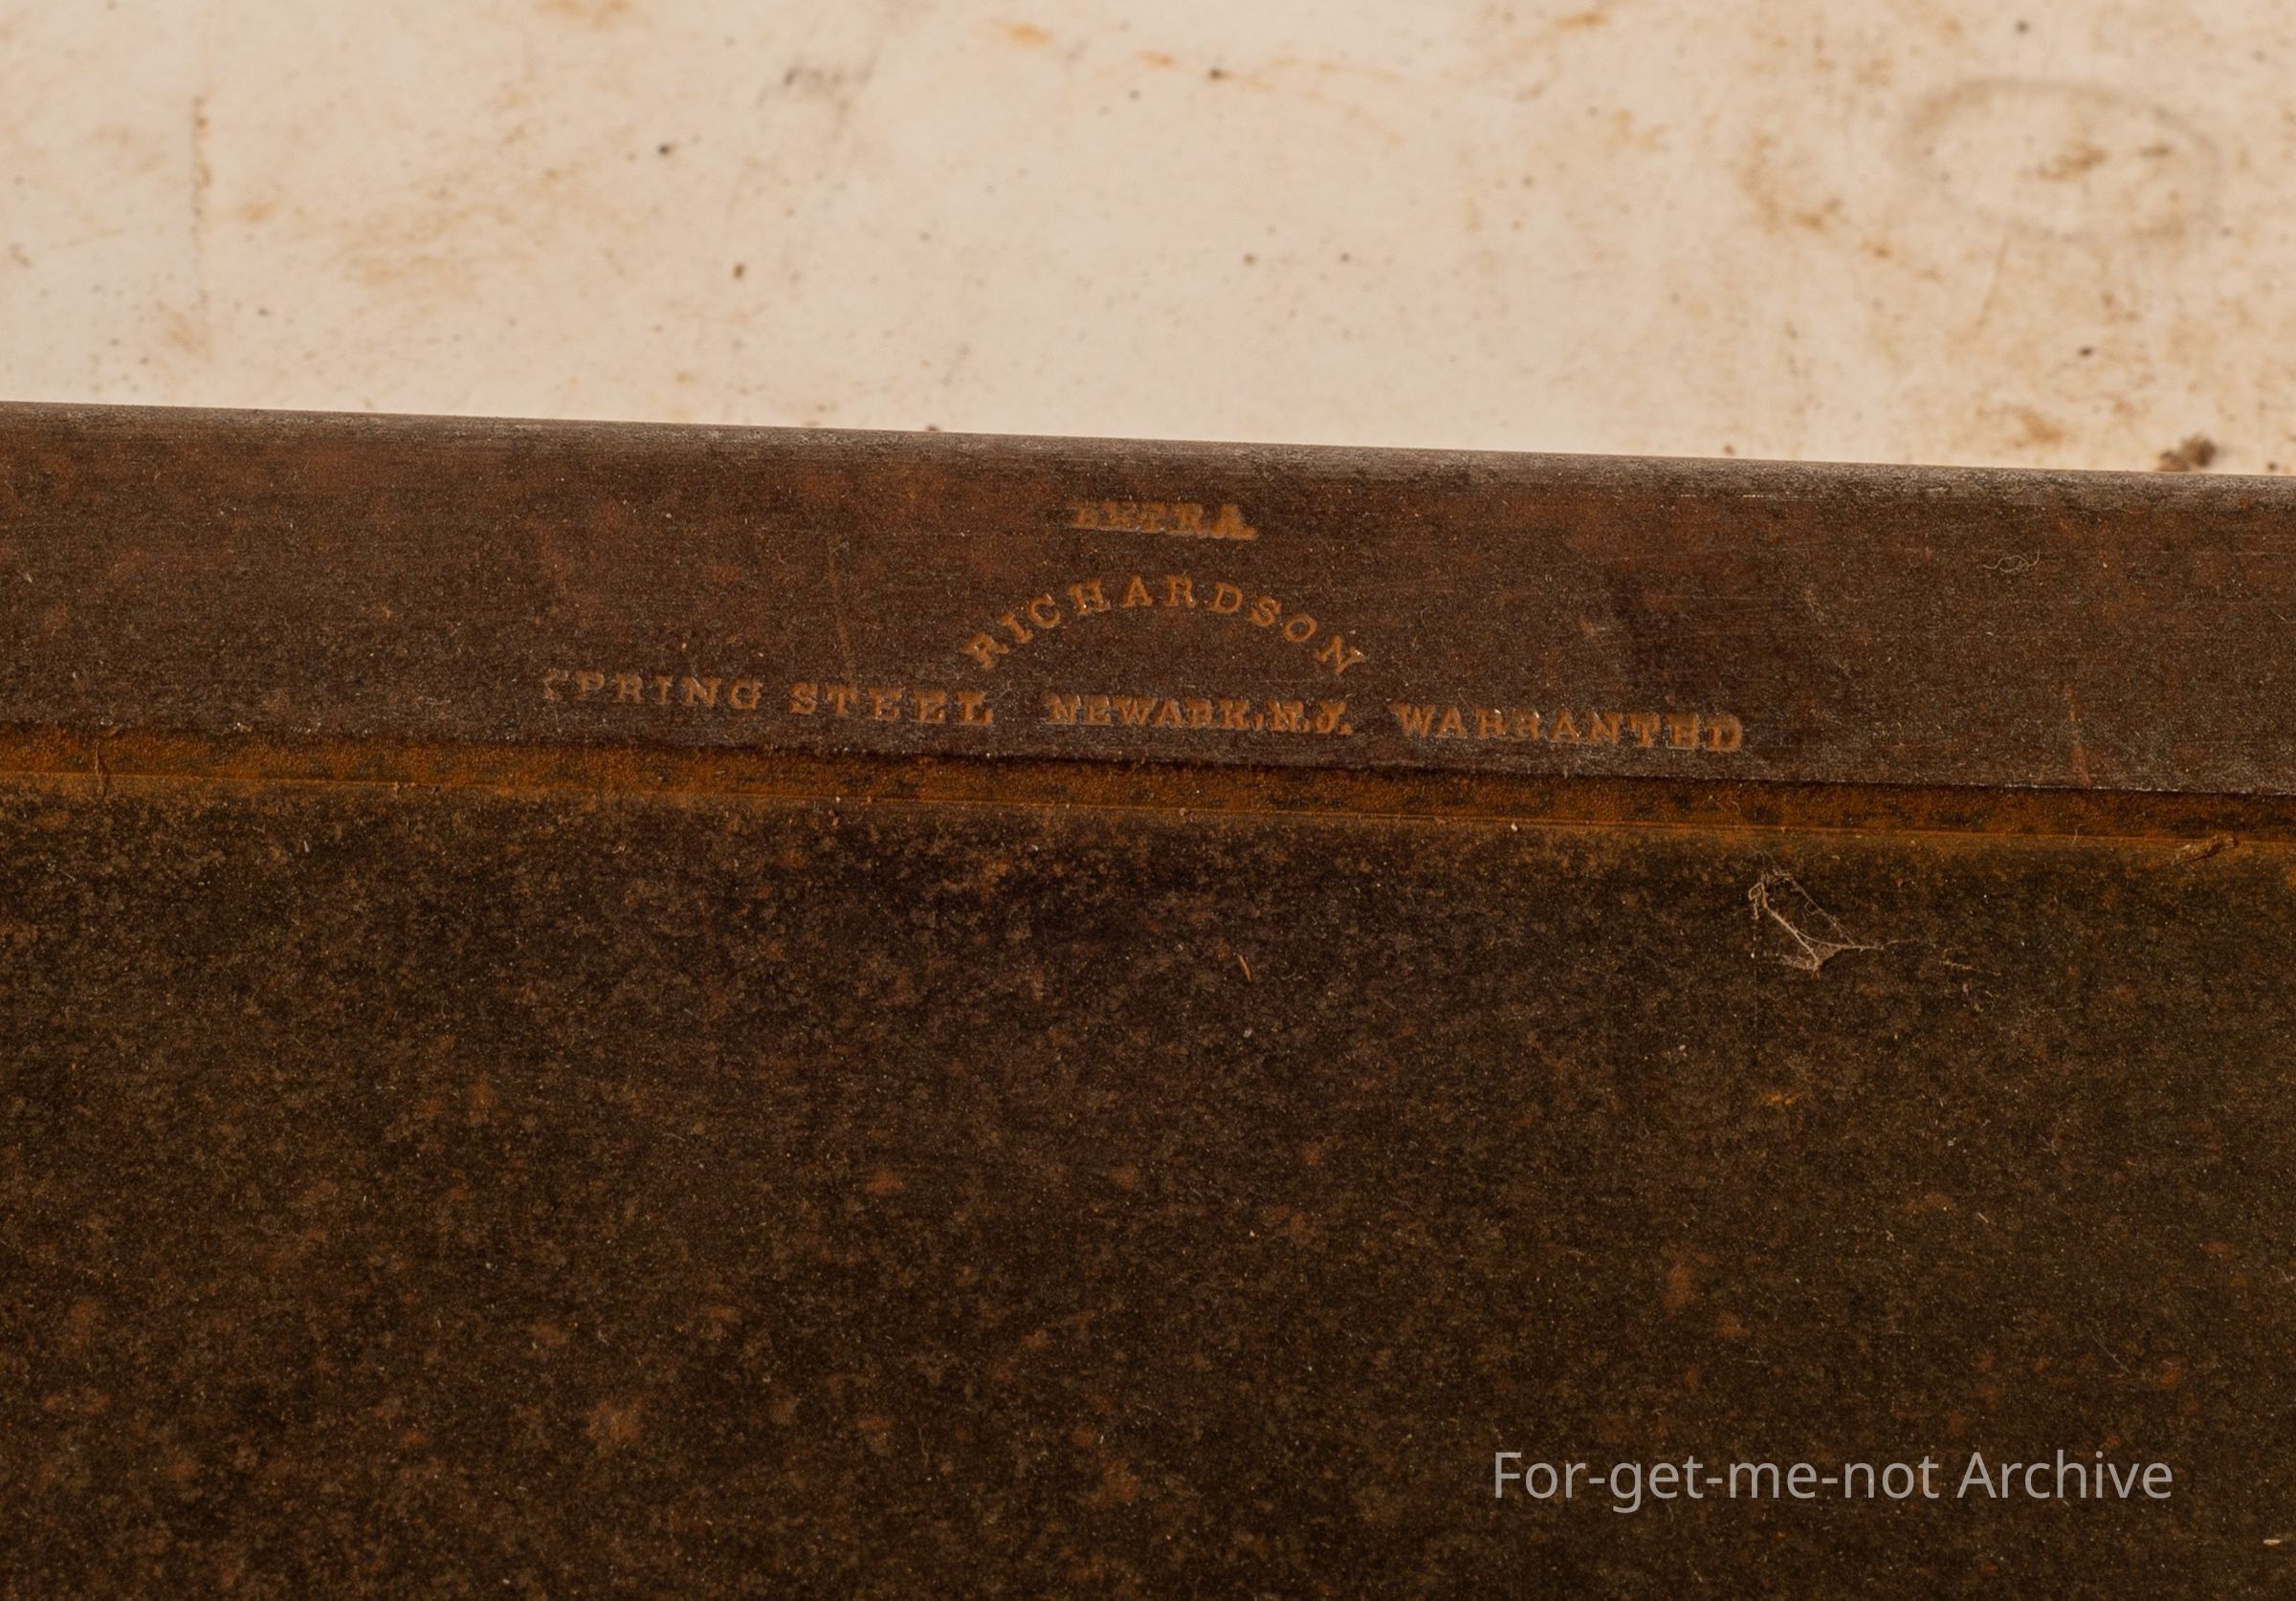 EXTRA
RICHARDSON
SPRING STEEL NEWARK, N.J. WARRANTED
For-get-me-not Archive